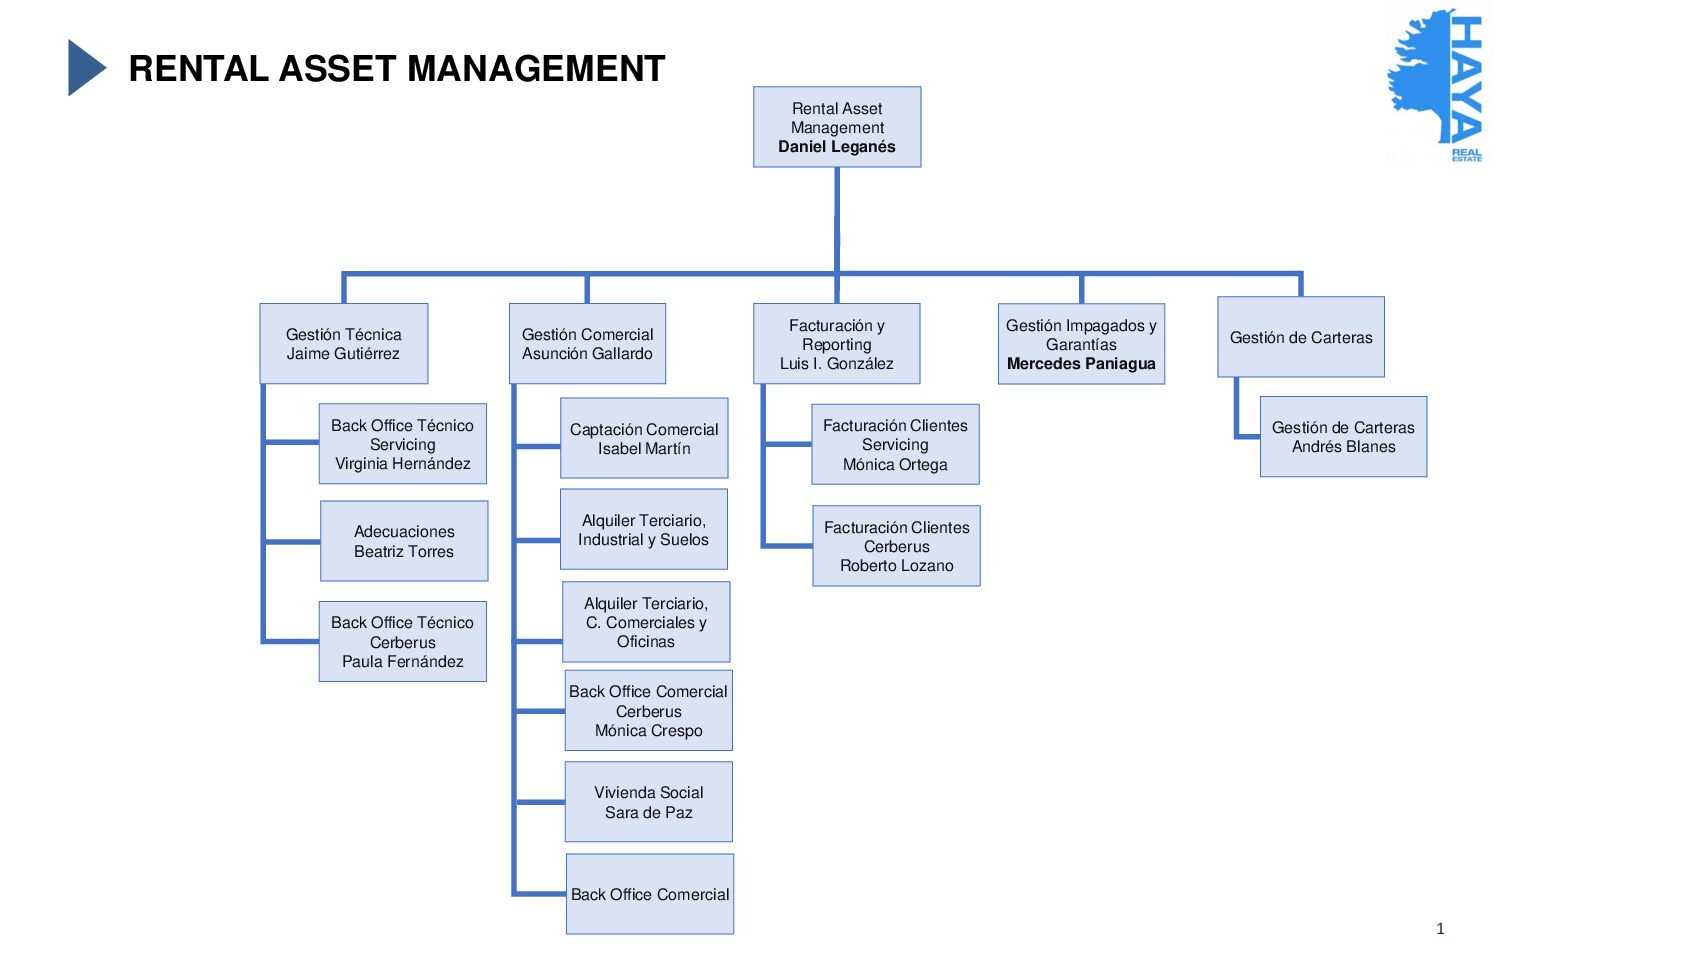 RENTAL ASSET MANAGEMENT
HAYA
REAL
ESTATE
Rental Asset
Management
Daniel Leganés
Gestión Técnica
Jaime Gutiérrez
Back Office Técnico
Servicing
Virginia Hernández
Adecuaciones
Beatriz Torres
Back Office Técnico
Cerberus
Paula Fernández
Gestión Comercial
Asunción Gallardo
Captación Comercial
Isabel Martín
Alquiler Terciario,
Industrial y Suelos
Alquiler Terciario,
C. Comerciales y
Oficinas
Back Office Comercial
Cerberus
Mónica Crespo
Vivienda Social
Sara de Paz
Back Office Comercial
Facturación y
Reporting
Luis I. González
Facturación Clientes
Servicing
Mónica Ortega
Facturación Clientes
Cerberus
Roberto Lozano
Gestión Impagados y
Garantías
Mercedes Paniagua
Gestión de Carteras
Gestión de Carteras
Andrés Blanes
1